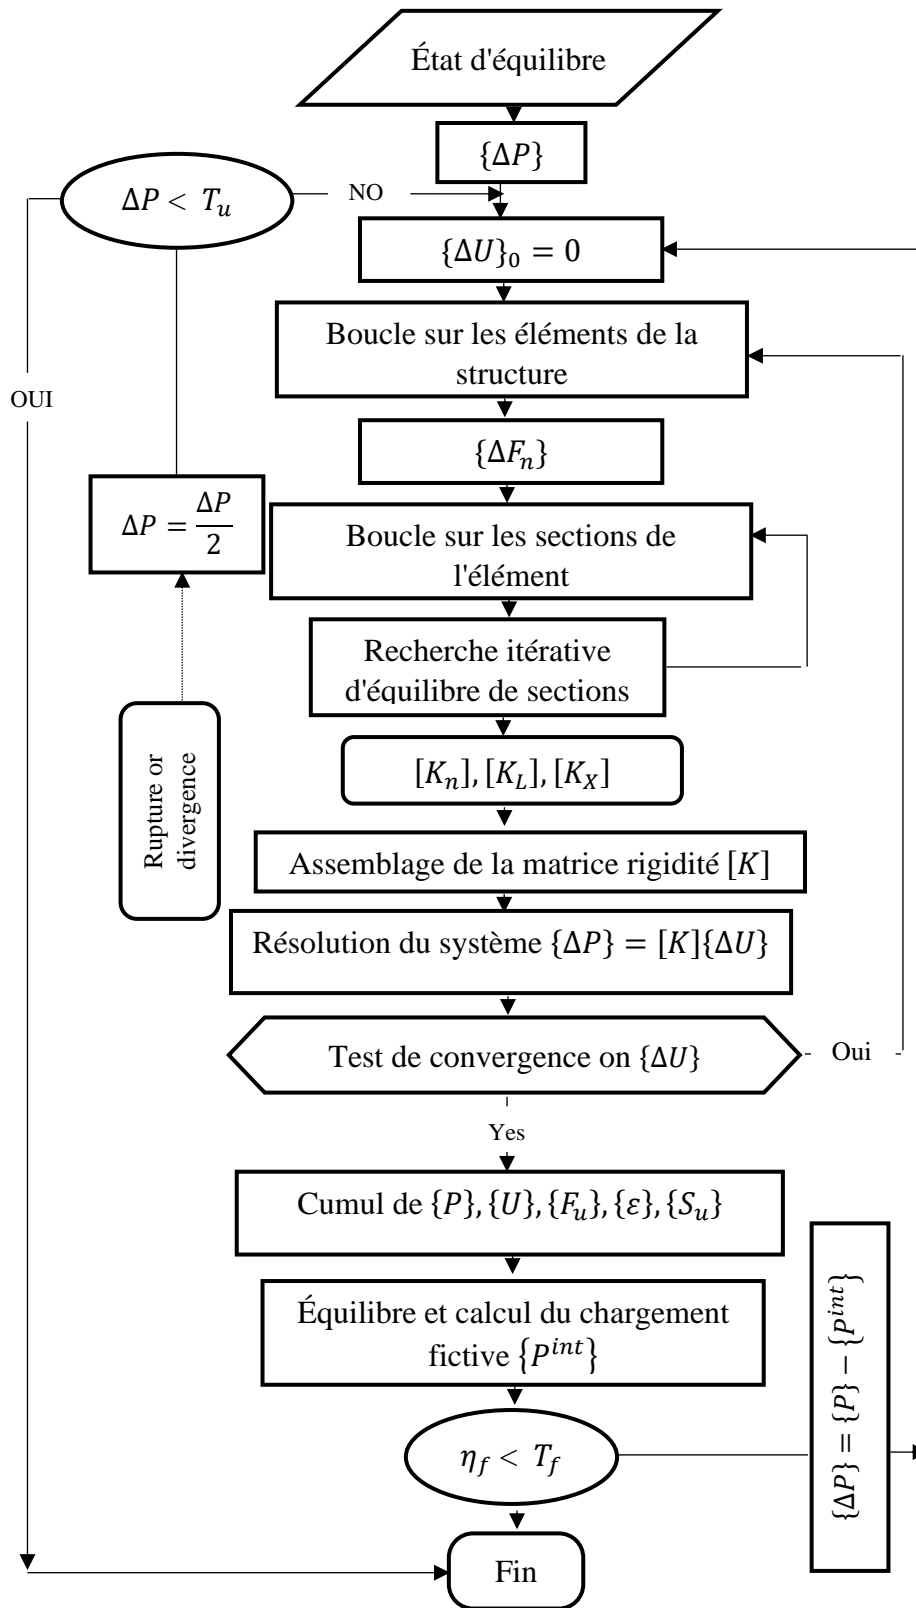 État d'équilibre
{ΔP}
ΔP < T_u
NO
{ΔU}₀ = 0
Boucle sur les éléments de la
structure
OUI
{ΔF_n}
ΔP = ΔP/2
Boucle sur les sections de
l'élément
Recherche itérative
d'équilibre de sections
Rupture or
divergence
[K_n], [K_L], [K_X]
Assemblage de la matrice rigidité [K]
Résolution du système {ΔP} = [K]{ΔU}
Test de convergence on {ΔU}
Oui
Yes
Cumul de {P}, {U}, {F_u}, {ε}, {S_u}
Équilibre et calcul du chargement
fictive {P^int}
{ΔP} = {P} − {P^int}
η_f < T_f
Fin